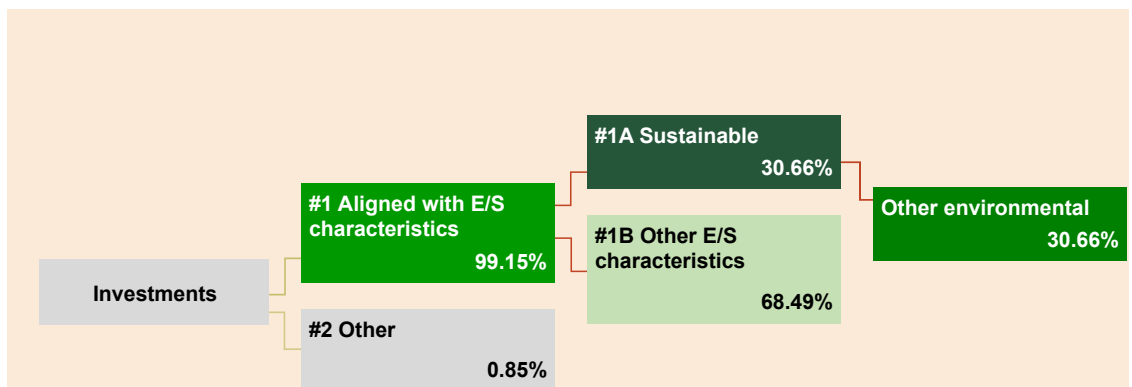 Investments
#1 Aligned with E/S
characteristics
99.15%
#2 Other
0.85%
#1A Sustainable
30.66%
#1B Other E/S
characteristics
68.49%
Other environmental
30.66%